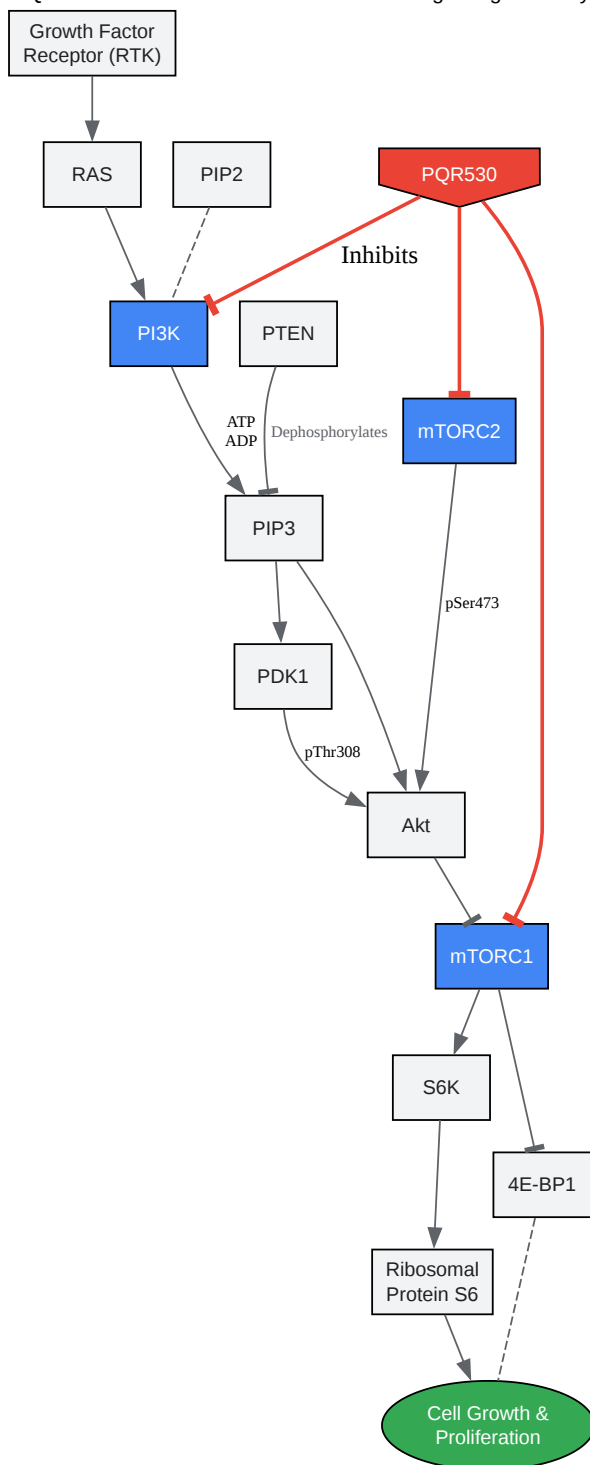 Growth Factor
Receptor (RTK)
RAS
PIP2
PQR530
Inhibits
PI3K
PTEN
ATP
ADP
Dephosphorylates
mTORC2
PIP3
pSer473
PDK1
pThr308
Akt
mTORC1
S6K
4E-BP1
Ribosomal
Protein S6
Cell Growth &
Proliferation